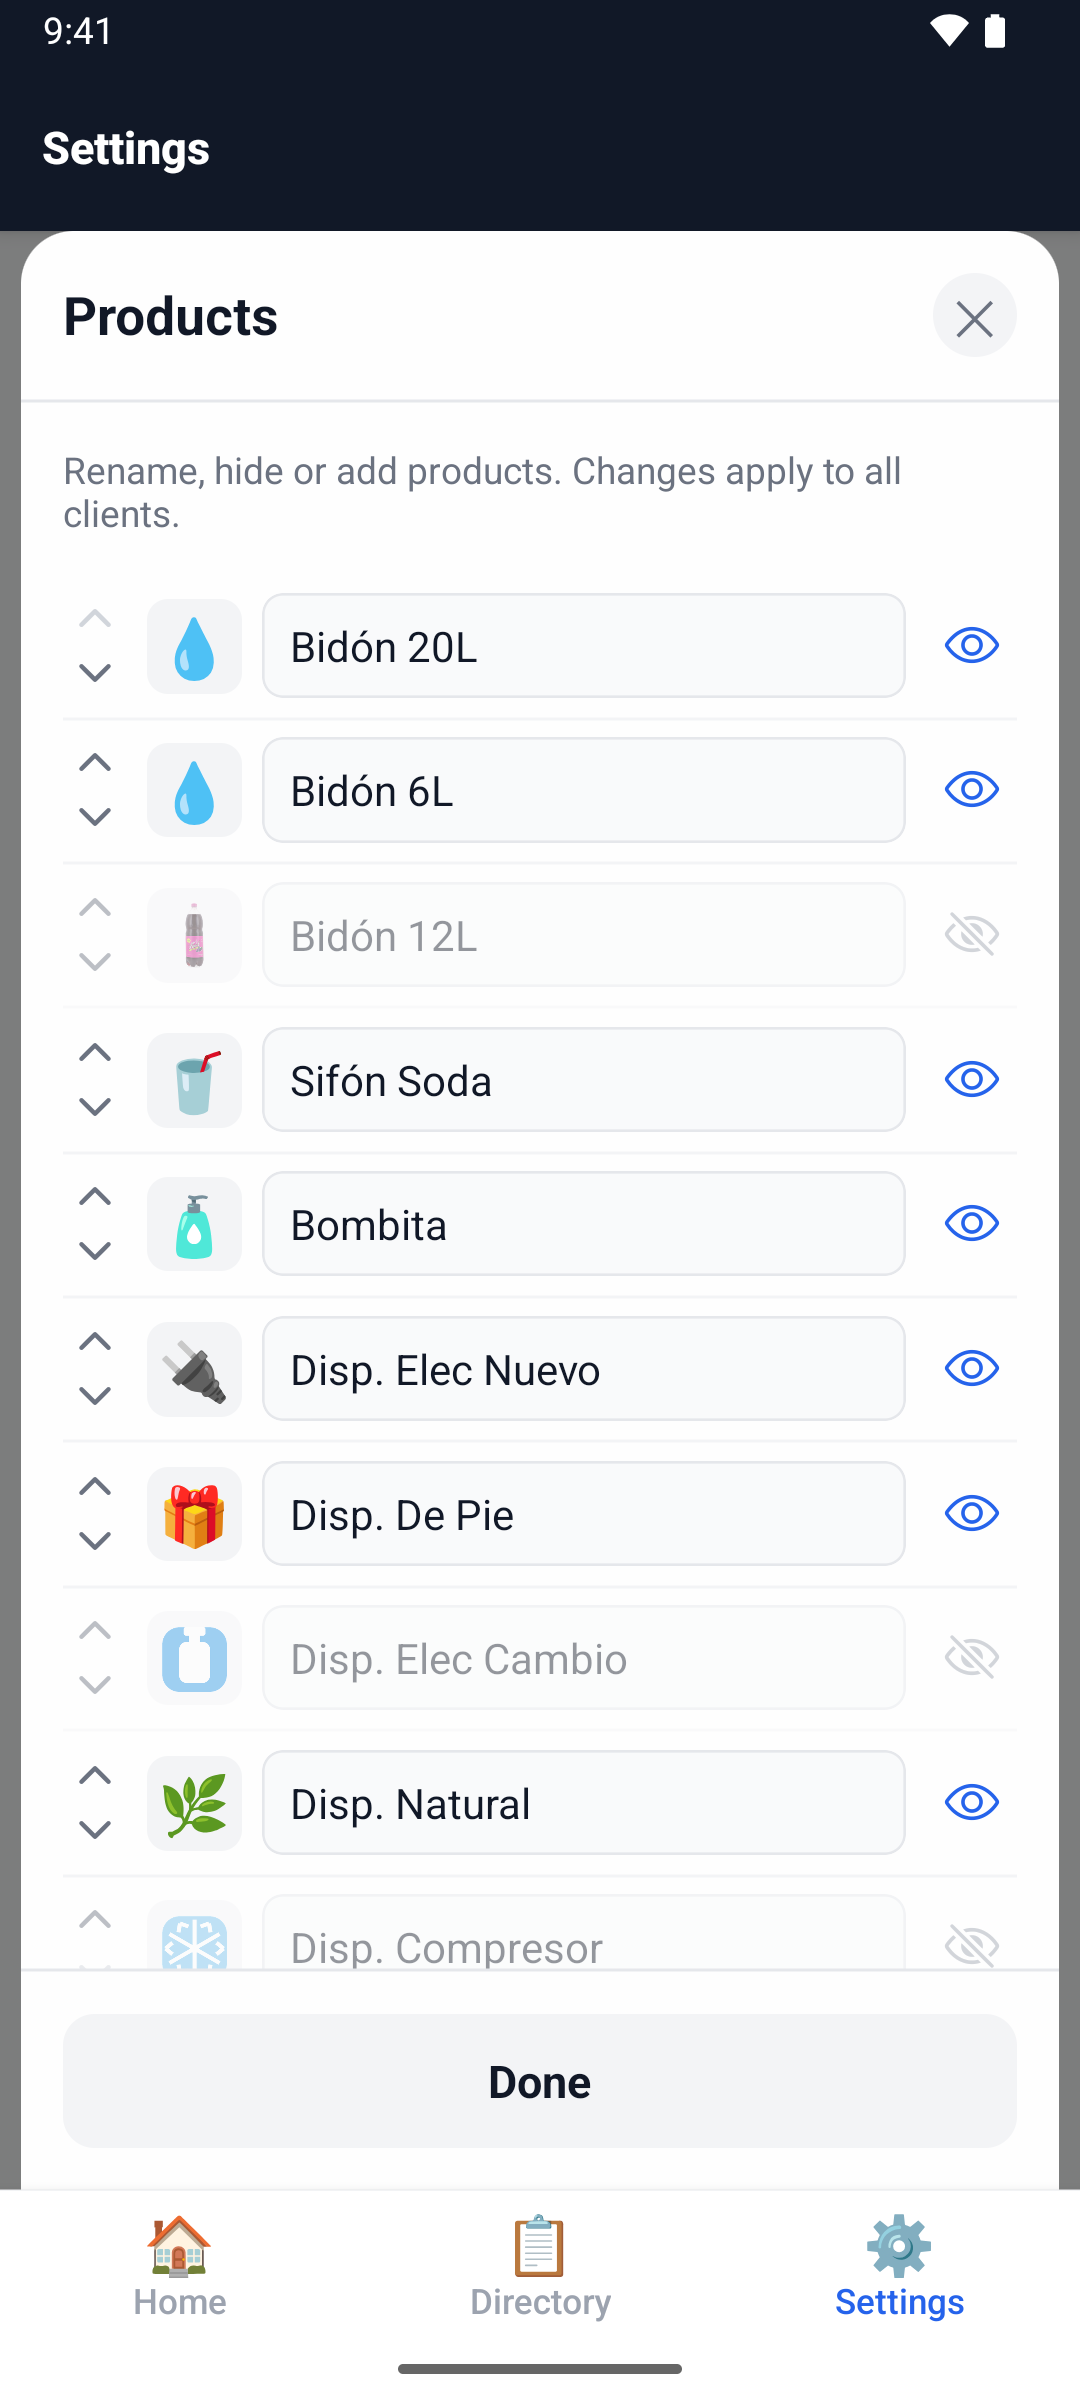 9:41
Settings
Products
Rename, hide or add products. Changes apply to all
clients.
Bidón 20L
Bidón 6L
Bidón 12L
Sifón Soda
Bombita
Disp. Elec Nuevo
Disp. De Pie
Disp. Elec Cambio
Disp. Natural
Disp. Compresor
Done
Home
Directory
Settings